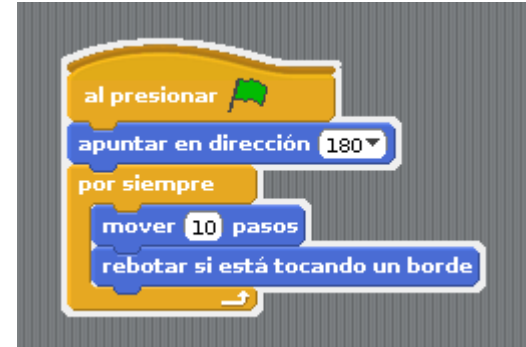 al presionar
apuntar en dirección 180
por siempre
mover 10 pasos
rebotar si está tocando un borde